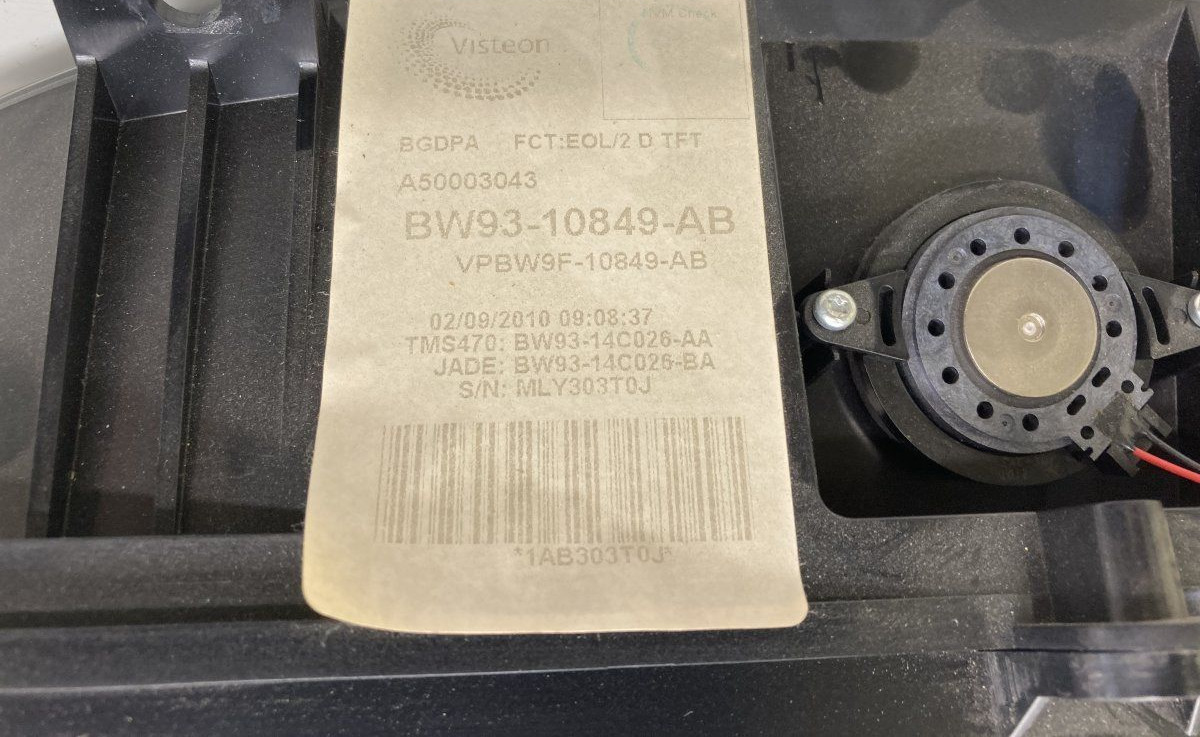 Visteon
BGDPA FCT:EOL/2 D TFT
A50003043
BW93-10849-AB
VPBW9F-10849-AB
02/09/2010 09:08:37
TMS470: BW93-14C026-AA
JADE: BW93-14C026-BA
S/N: MLY303T0J
*1AB303T0J*